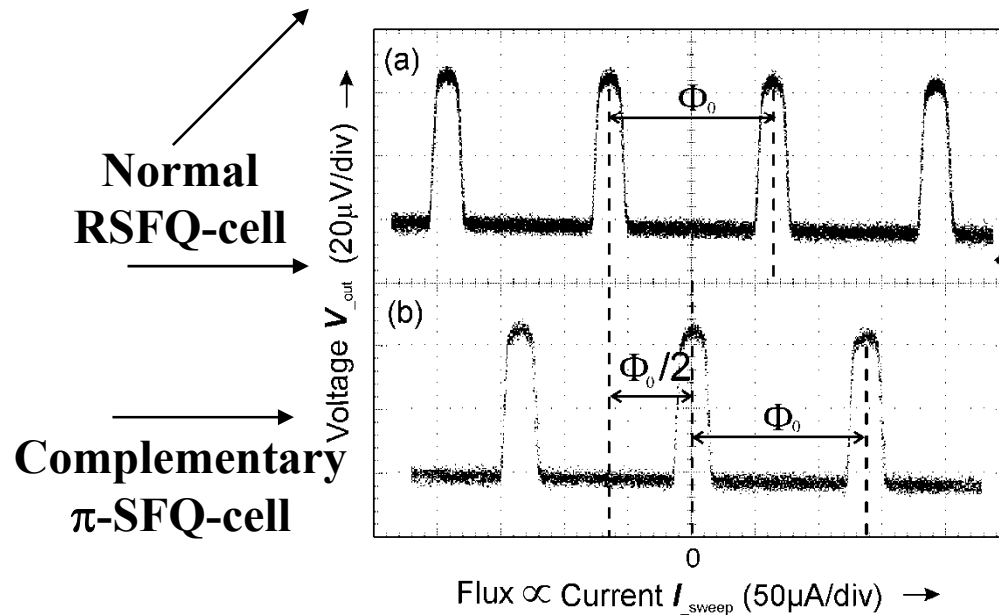 Normal
RSFQ-cell
Complementary
π-SFQ-cell
Voltage V_out (20µV/div)
(a)
Φ₀
(b)
Φ₀/2
Φ₀
0
Flux ∝ Current I_sweep (50µA/div)